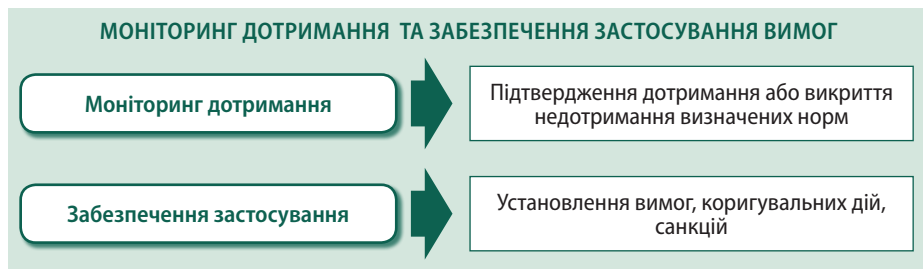 МОНІТОРИНГ ДОТРИМАННЯ ТА ЗАБЕЗПЕЧЕННЯ ЗАСТОСУВАННЯ ВИМОГ
Моніторинг дотримання
Підтвердження дотримання або викриття
недотримання визначених норм
Забезпечення застосування
Установлення вимог, коригувальних дій,
санкцій